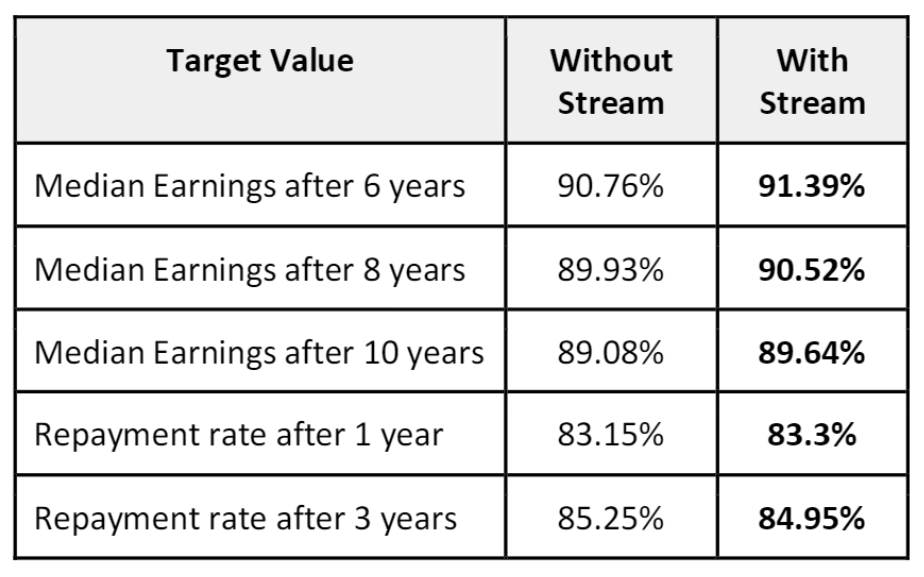 Target Value Without Stream With Stream
Median Earnings after 6 years 90.76% 91.39%
Median Earnings after 8 years 89.93% 90.52%
Median Earnings after 10 years 89.08% 89.64%
Repayment rate after 1 year 83.15% 83.3%
Repayment rate after 3 years 85.25% 84.95%